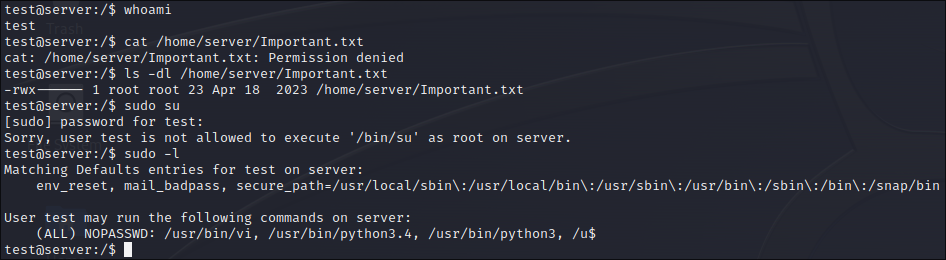 test@server:/$ whoami
test
test@server:/$ cat /home/server/Important.txt
cat: /home/server/Important.txt: Permission denied
test@server:/$ ls -dl /home/server/Important.txt
-rwx------ 1 root root 23 Apr 18  2023 /home/server/Important.txt
test@server:/$ sudo su
[sudo] password for test:
Sorry, user test is not allowed to execute '/bin/su' as root on server.
test@server:/$ sudo -l
Matching Defaults entries for test on server:
    env_reset, mail_badpass, secure_path=/usr/local/sbin\:/usr/local/bin\:/usr/sbin\:/usr/bin\:/sbin\:/bin\:/snap/bin

User test may run the following commands on server:
    (ALL) NOPASSWD: /usr/bin/vi, /usr/bin/python3.4, /usr/bin/python3, /u$
test@server:/$